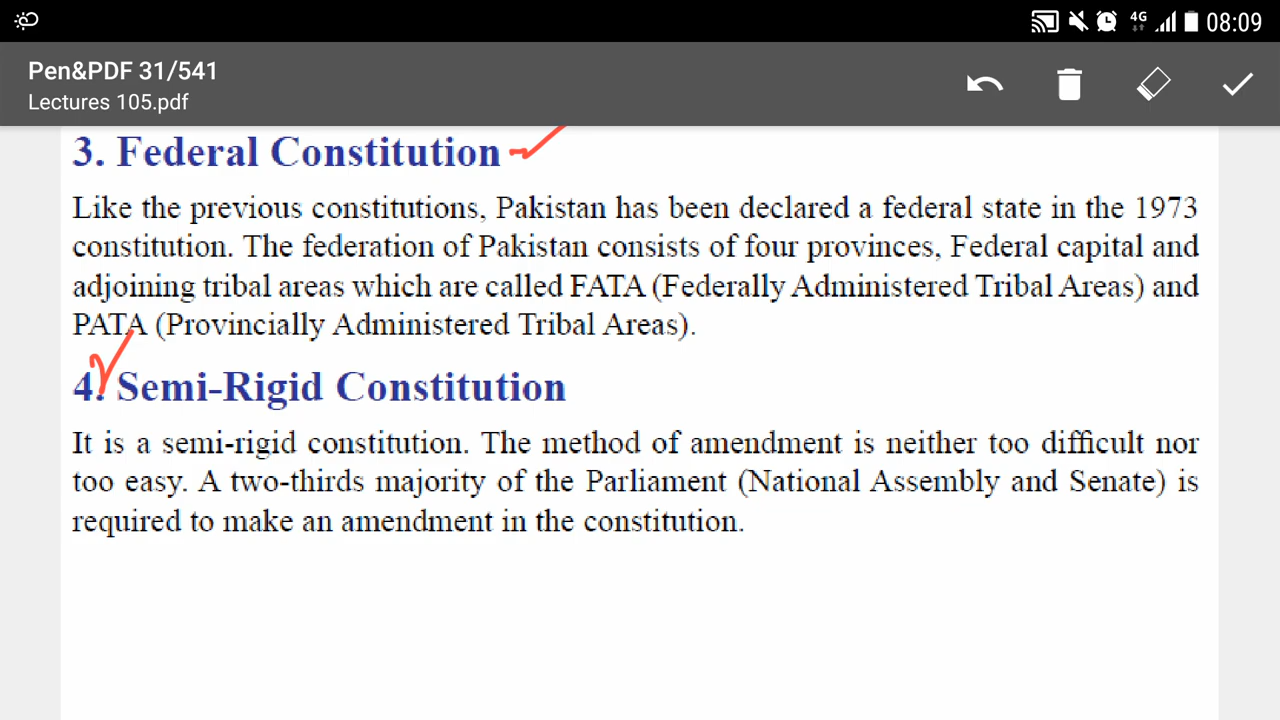 4G 08:09
Pen&PDF 31/541
Lectures 105.pdf
3. Federal Constitution
Like the previous constitutions, Pakistan has been declared a federal state in the 1973
constitution. The federation of Pakistan consists of four provinces, Federal capital and
adjoining tribal areas which are called FATA (Federally Administered Tribal Areas) and
PATA (Provincially Administered Tribal Areas).
4. Semi-Rigid Constitution
It is a semi-rigid constitution. The method of amendment is neither too difficult nor
too easy. A two-thirds majority of the Parliament (National Assembly and Senate) is
required to make an amendment in the constitution.